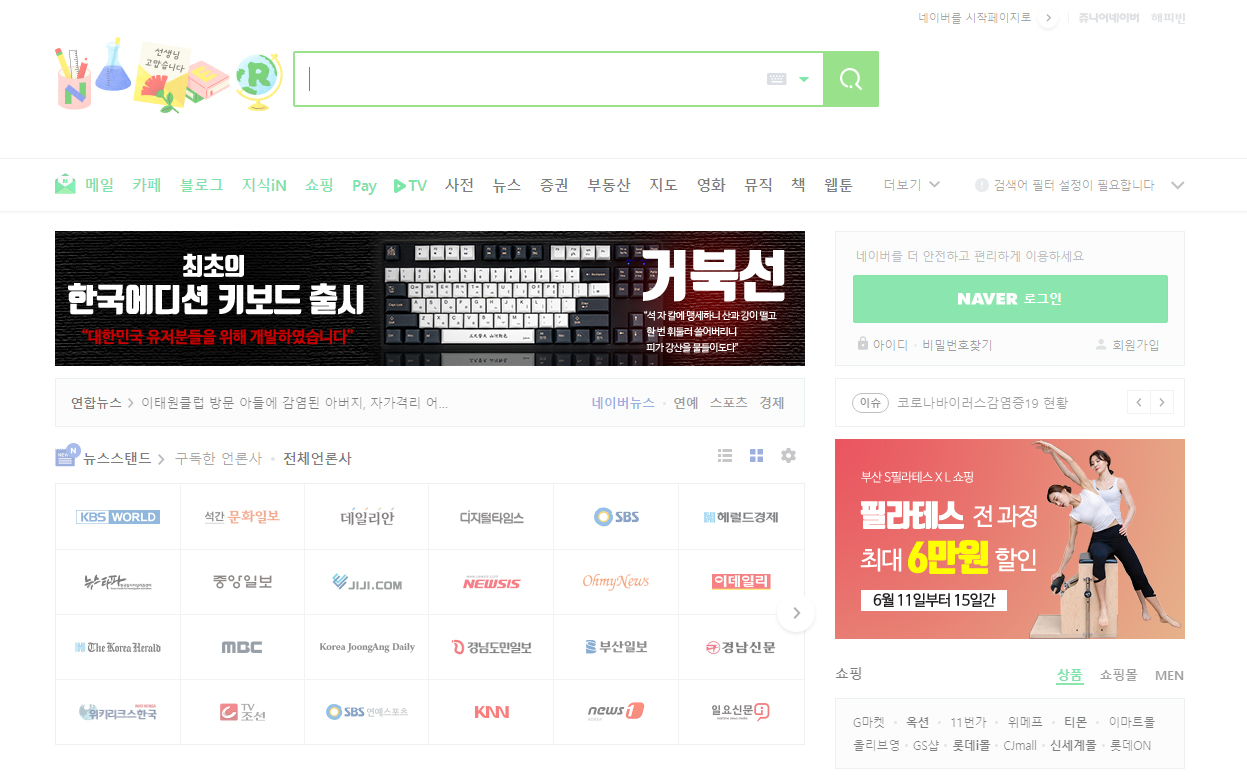 네이버를 시작페이지로
쥬니어네이버 해피빈
선생님
고맙습니다
N
R
메일 카페 블로그 지식iN 쇼핑 Pay TV 사전 뉴스 증권 부동산 지도 영화 뮤직 책 웹툰 더보기
검색어 필터 설정이 필요합니다
최초의
한국에디션 키보드 출시
"대한민국 유저분들을 위해 개발하였습니다"
거북선
"석 자 칼에 맹세하니 산과 강이 떨고
한 번 휘둘러 쓸어버리니
피가 강산을 물들이도다"
네이버를 더 안전하고 편리하게 이용하세요
NAVER 로그인
아이디 · 비밀번호찾기 회원가입
연합뉴스 > 이태원클럽 방문 아들에 감염된 아버지, 자가격리 어...
네이버뉴스 · 연예 스포츠 경제
이슈 코로나바이러스감염증19 현황
뉴스스탠드 > 구독한 언론사 · 전체언론사
KBS WORLD 석간 문화일보 데일리안 디지털타임스 SBS 헤럴드경제
뉴스타파 중앙일보 JIJI.COM NEWSIS OhmyNews 이데일리
The Korea Herald MBC Korea JoongAng Daily 경남도민일보 부산일보 경남신문
위키리크스한국 TV조선 SBS 연예스포츠 KNN news1 KOREA 일요신문
부산 S필라테스 X L 쇼핑
필라테스 전 과정
최대 6만원 할인
6월 11일부터 15일간
쇼핑
상품 쇼핑몰 MEN
G마켓 · 옥션 · 11번가 · 위메프 · 티몬 · 이마트몰
올리브영 · GS샵 · 롯데i몰 · CJmall · 신세계몰 · 롯데ON